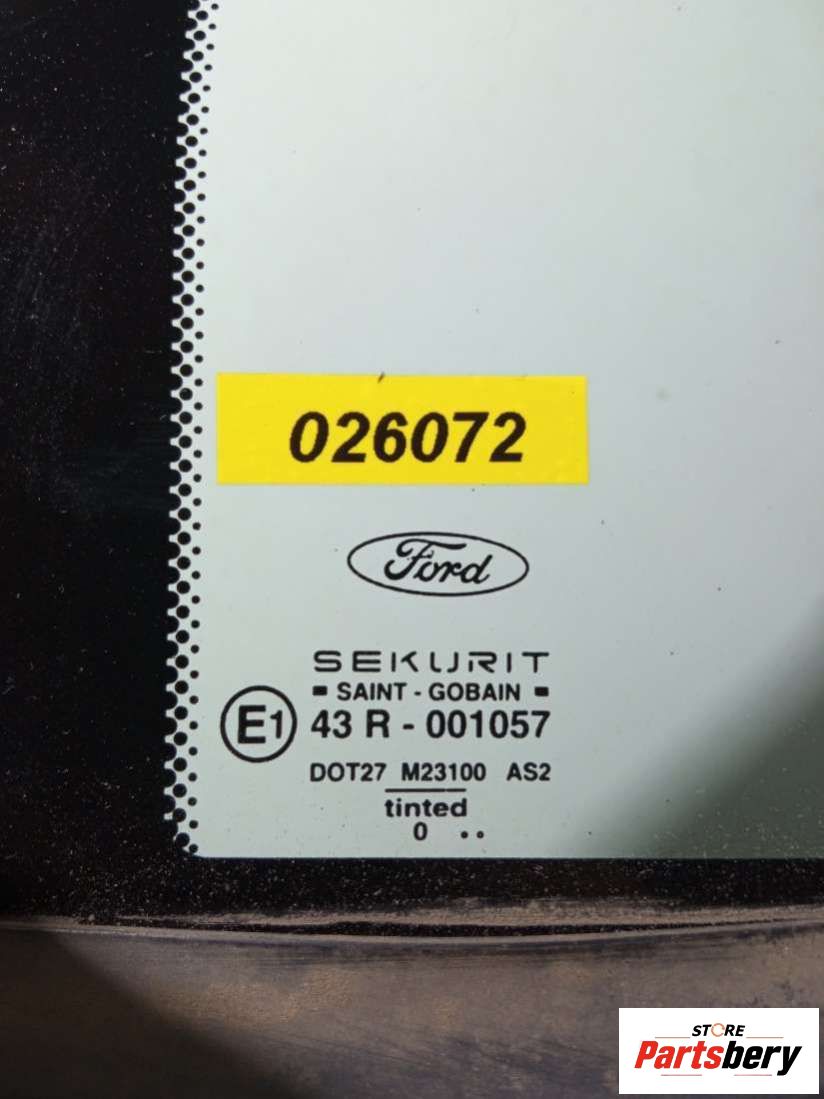 026072
Ford
SEKURIT
SAINT - GOBAIN
E1 43 R - 001057
DOT27 M23100 AS2
tinted
0 ..
STORE
Partsbery